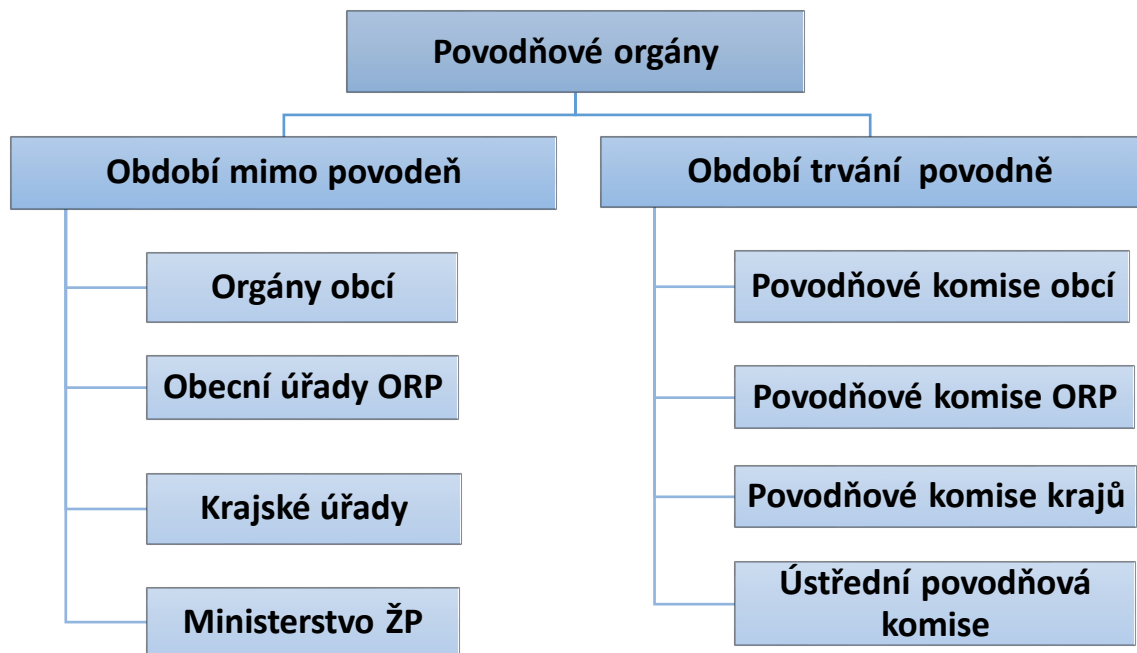 Povodňové orgány
Období mimo povodeň
Orgány obcí
Obecní úřady ORP
Krajské úřady
Ministerstvo ŽP
Období trvání  povodně
Povodňové komise obcí
Povodňové komise ORP
Povodňové komise krajů
Ústřední povodňová
komise